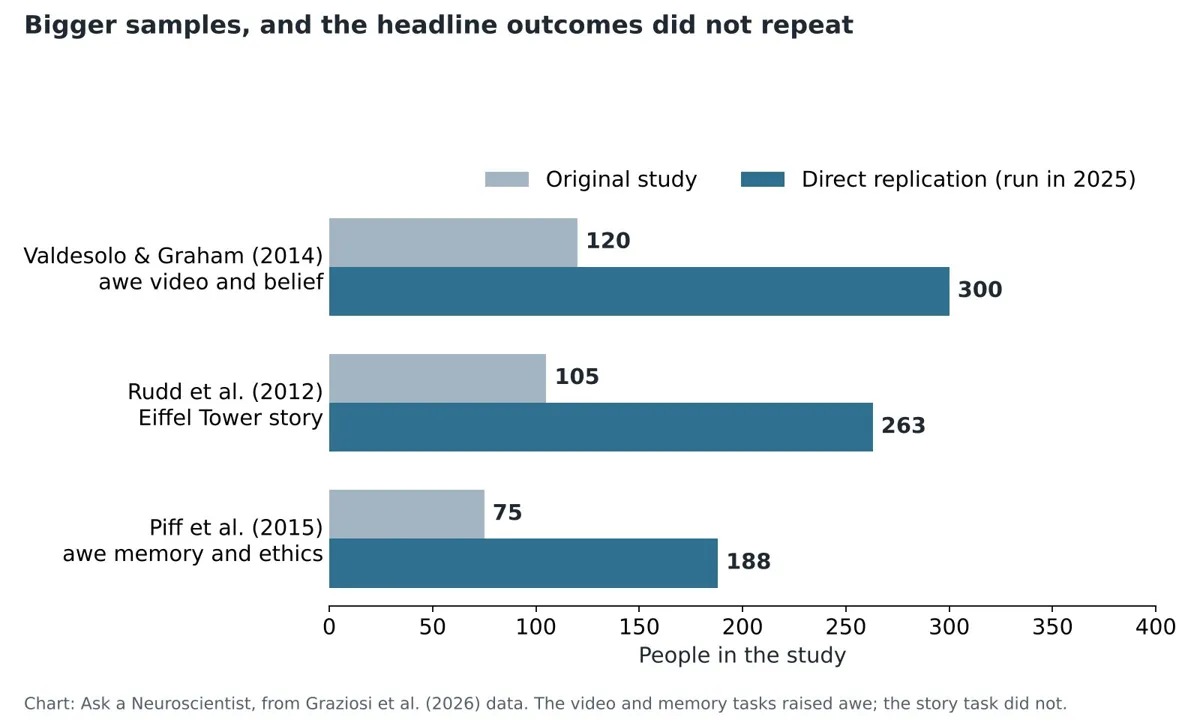 Bigger samples, and the headline outcomes did not repeat
Original study
Direct replication (run in 2025)
Valdesolo & Graham (2014)
awe video and belief
120
300
Rudd et al. (2012)
Eiffel Tower story
105
263
Piff et al. (2015)
awe memory and ethics
75
188
0 50 100 150 200 250 300 350 400
People in the study
Chart: Ask a Neuroscientist, from Graziosi et al. (2026) data. The video and memory tasks raised awe; the story task did not.